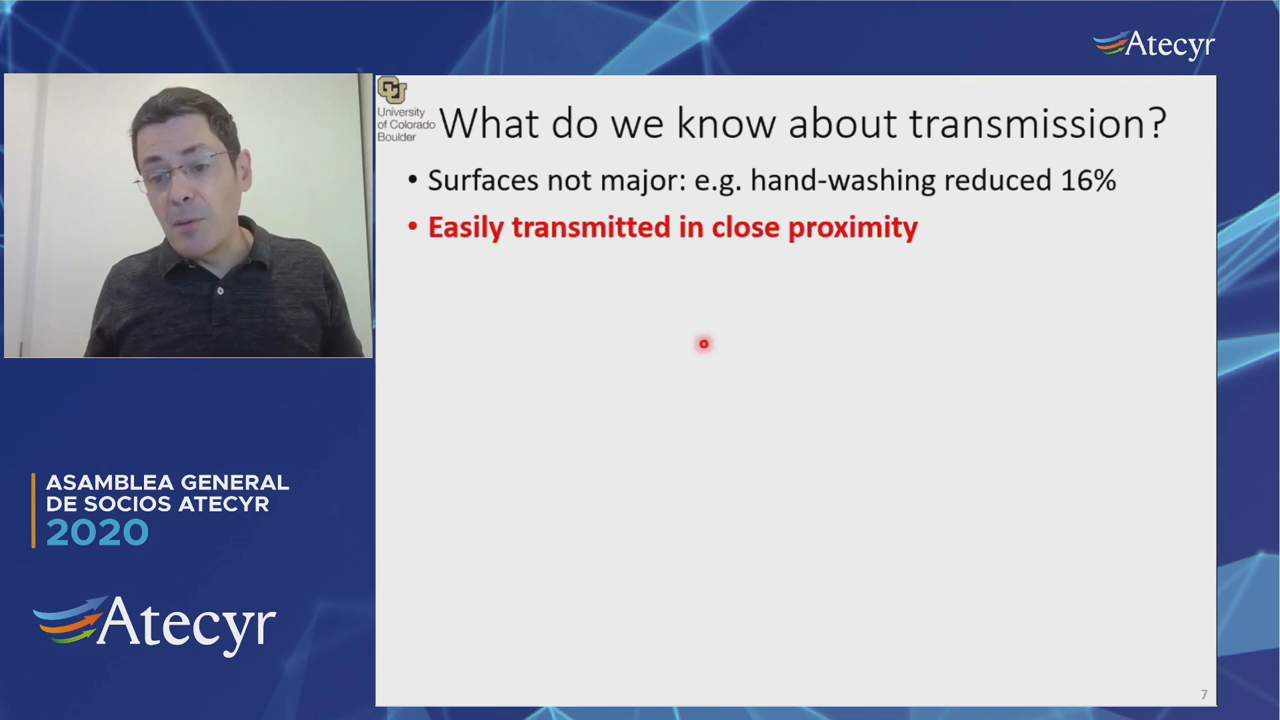 Atecyr
CU
University
of Colorado
Boulder
What do we know about transmission?
• Surfaces not major: e.g. hand-washing reduced 16%
• Easily transmitted in close proximity
ASAMBLEA GENERAL
DE SOCIOS ATECYR
2020
Atecyr
7